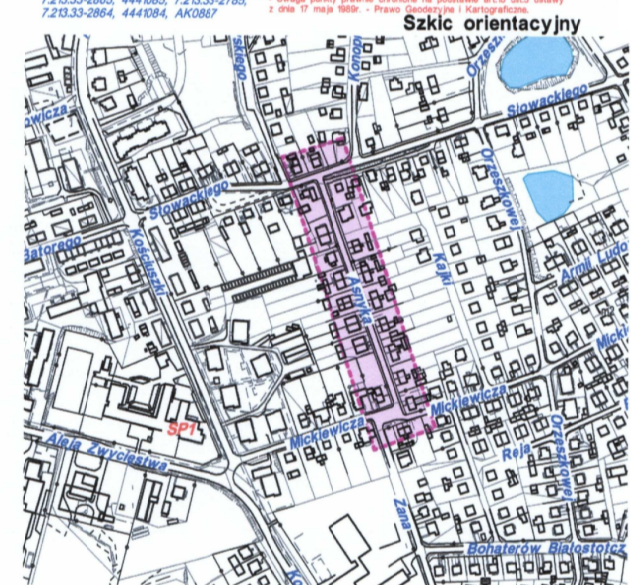 7.213.33-2864, 4441084, AK0867
z dnia 17 maja 1989r. - Prawo Geodezyjne i Kartograficzne.
Szkic orientacyjny
Słowackiego
Orzeszkowej
Słowackiego
Batorego
Kościuszki
Kajki
Asnyka
Armii Ludo
Mickiewicza
Mickiewicza
SP1
Aleja Zwycięstwa
Reja
Orzeszkowej
Zana
Bohaterów Białostocz